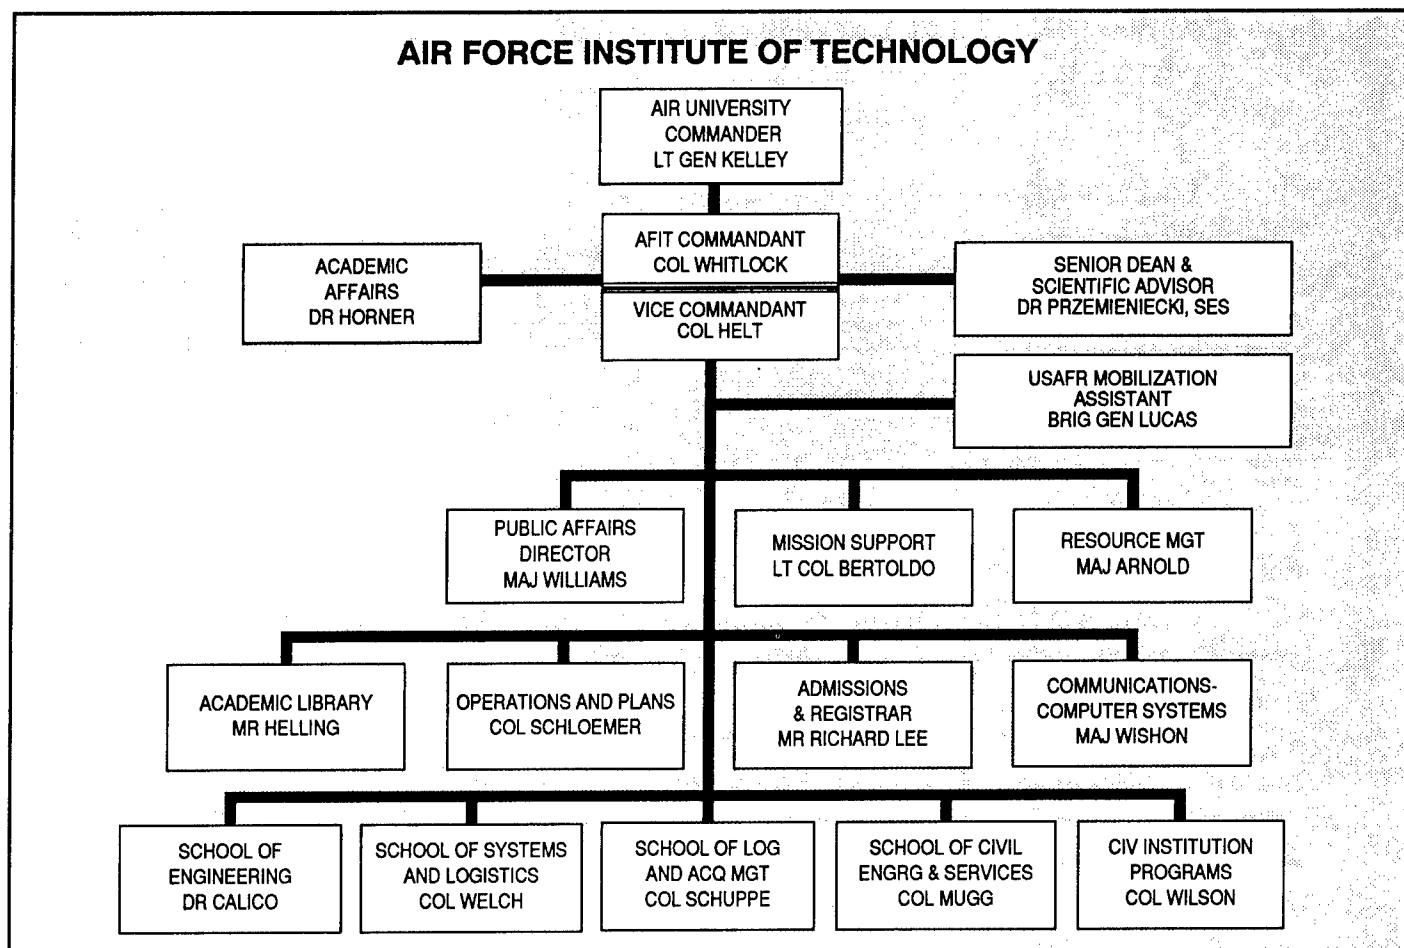 AIR FORCE INSTITUTE OF TECHNOLOGY
AIR UNIVERSITY
COMMANDER
LT GEN KELLEY
AFIT COMMANDANT
COL WHITLOCK
VICE COMMANDANT
COL HELT
ACADEMIC
AFFAIRS
DR HORNER
SENIOR DEAN &
SCIENTIFIC ADVISOR
DR PRZEMIENIECKI, SES
USAFR MOBILIZATION
ASSISTANT
BRIG GEN LUCAS
PUBLIC AFFAIRS
DIRECTOR
MAJ WILLIAMS
MISSION SUPPORT
LT COL BERTOLDO
RESOURCE MGT
MAJ ARNOLD
ACADEMIC LIBRARY
MR HELLING
OPERATIONS AND PLANS
COL SCHLOEMER
ADMISSIONS
& REGISTRAR
MR RICHARD LEE
COMMUNICATIONS-
COMPUTER SYSTEMS
MAJ WISHON
SCHOOL OF
ENGINEERING
DR CALICO
SCHOOL OF SYSTEMS
AND LOGISTICS
COL WELCH
SCHOOL OF LOG
AND ACQ MGT
COL SCHUPPE
SCHOOL OF CIVIL
ENGRG & SERVICES
COL MUGG
CIV INSTITUTION
PROGRAMS
COL WILSON